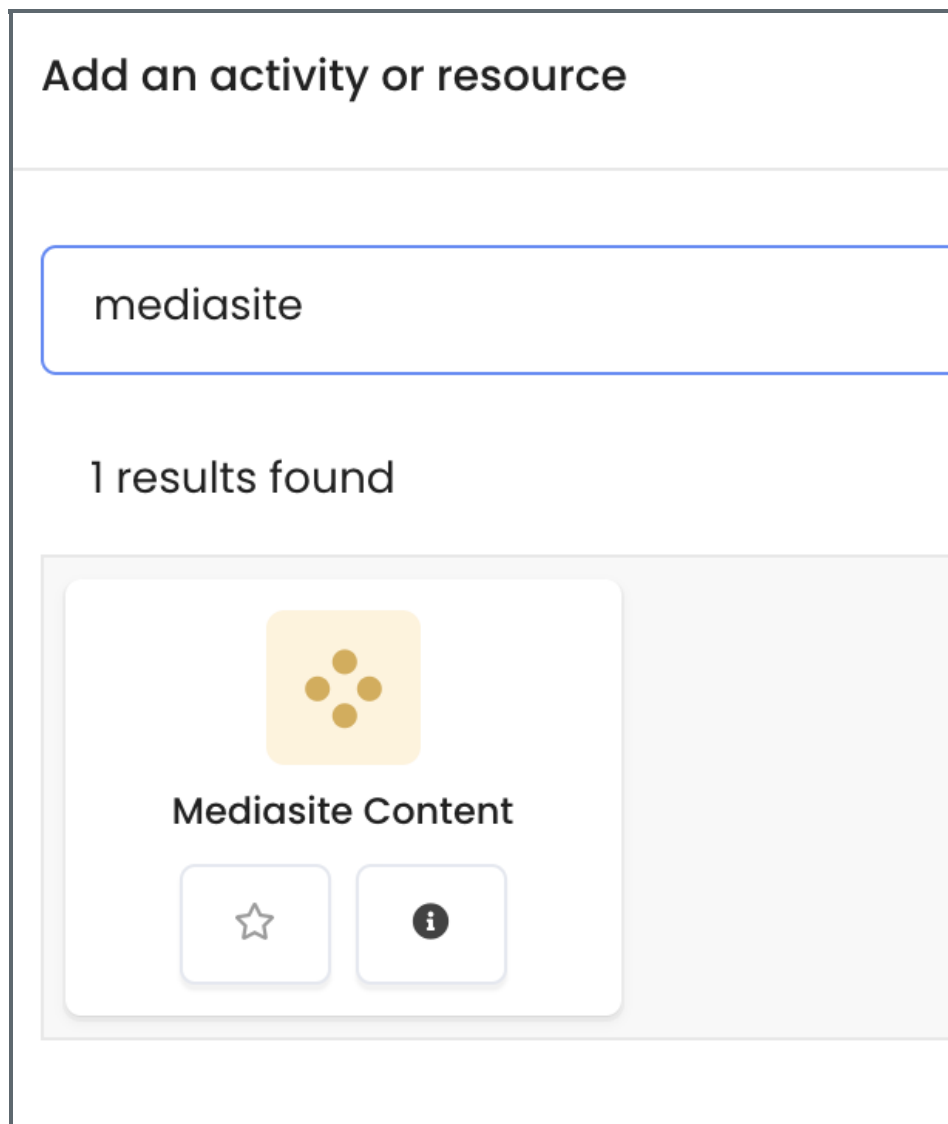 Add an activity or resource
mediasite
1 results found
Mediasite Content